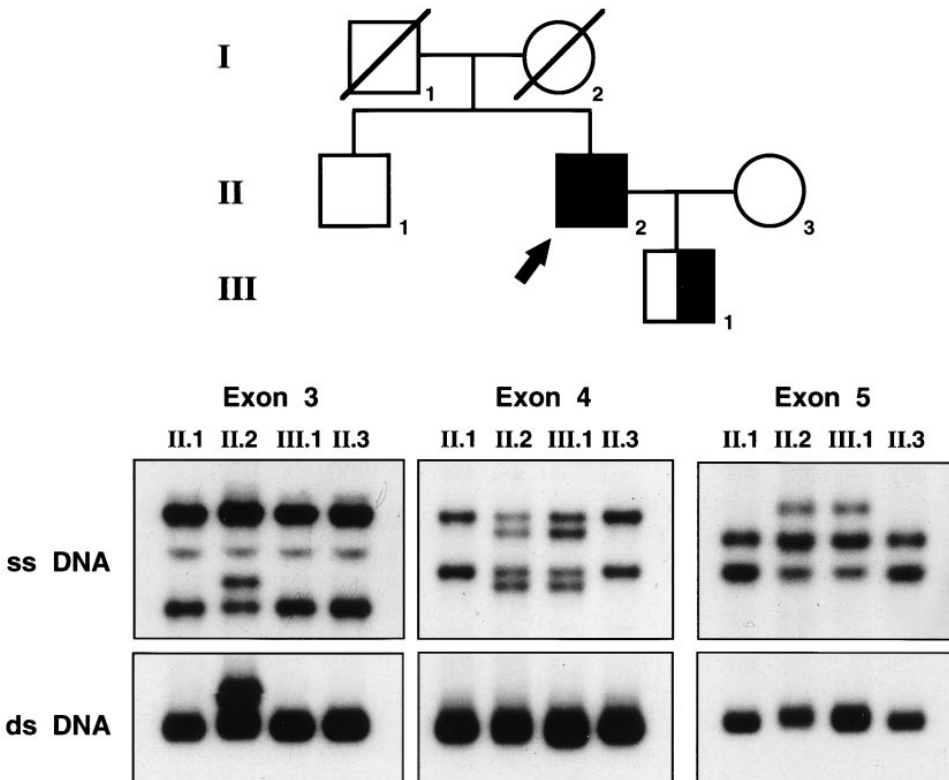 I
1
2
II
1
2
3
III
1
Exon 3
Exon 4
Exon 5
II.1 II.2 III.1 II.3
II.1 II.2 III.1 II.3
II.1 II.2 III.1 II.3
ss DNA
ds DNA